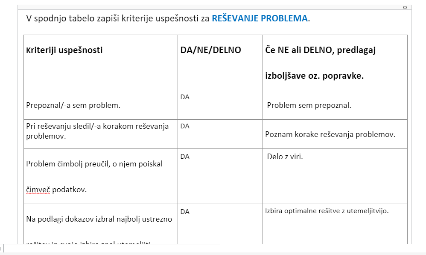 V spodnjo tabelo zapiši kriterije uspešnosti za REŠEVANJE PROBLEMA.
Kriteriji uspešnosti
DA/NE/DELNO
Če NE ali DELNO, predlagaj
izboljšave oz. popravke.
Prepoznal/-a sem problem.
DA
Problem sem prepoznal.
Pri reševanju sledil/-a korakom reševanja
problemov.
DA
Poznam korake reševanja problemov.
Problem čimbolj preučil, o njem poiskal
čimveč podatkov.
DA
Delo z viri.
Na podlagi dokazov izbral najbolj ustrezno
DA
Izbira optimalne rešitve z utemeljitvijo.